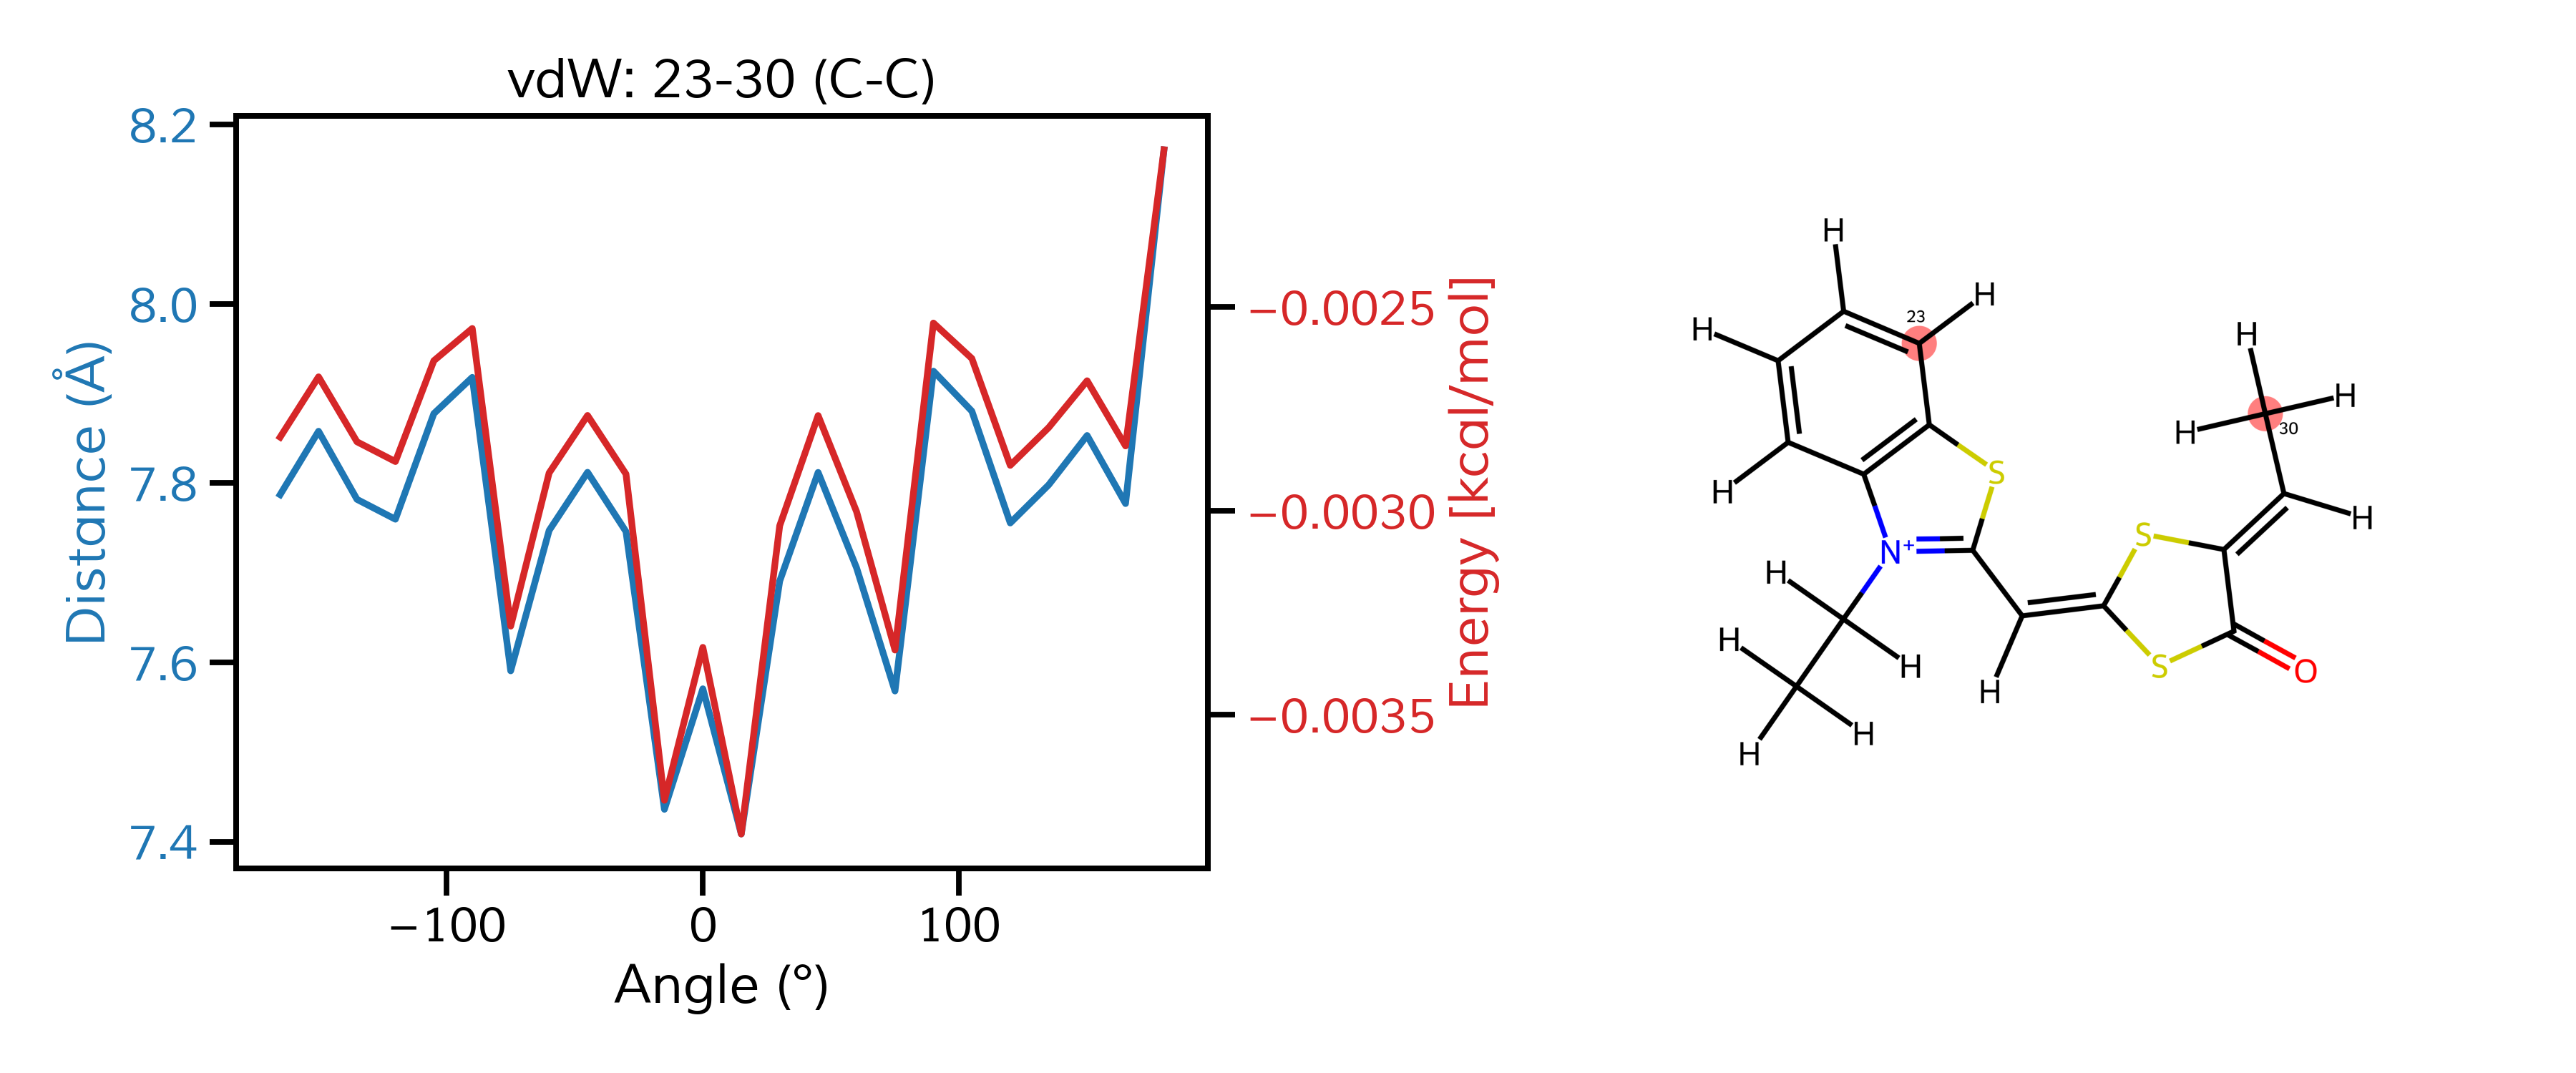 vdW: 23-30 (C-C)
8.2
8.0
7.8
7.6
7.4
Distance (Å)
−100
0
100
Angle (°)
−0.0025
−0.0030
−0.0035
Energy [kcal/mol]
H
H
23
H
H
H
H
H
30
H
S
S
H
N+
H
H
H
S
O
H
H
H